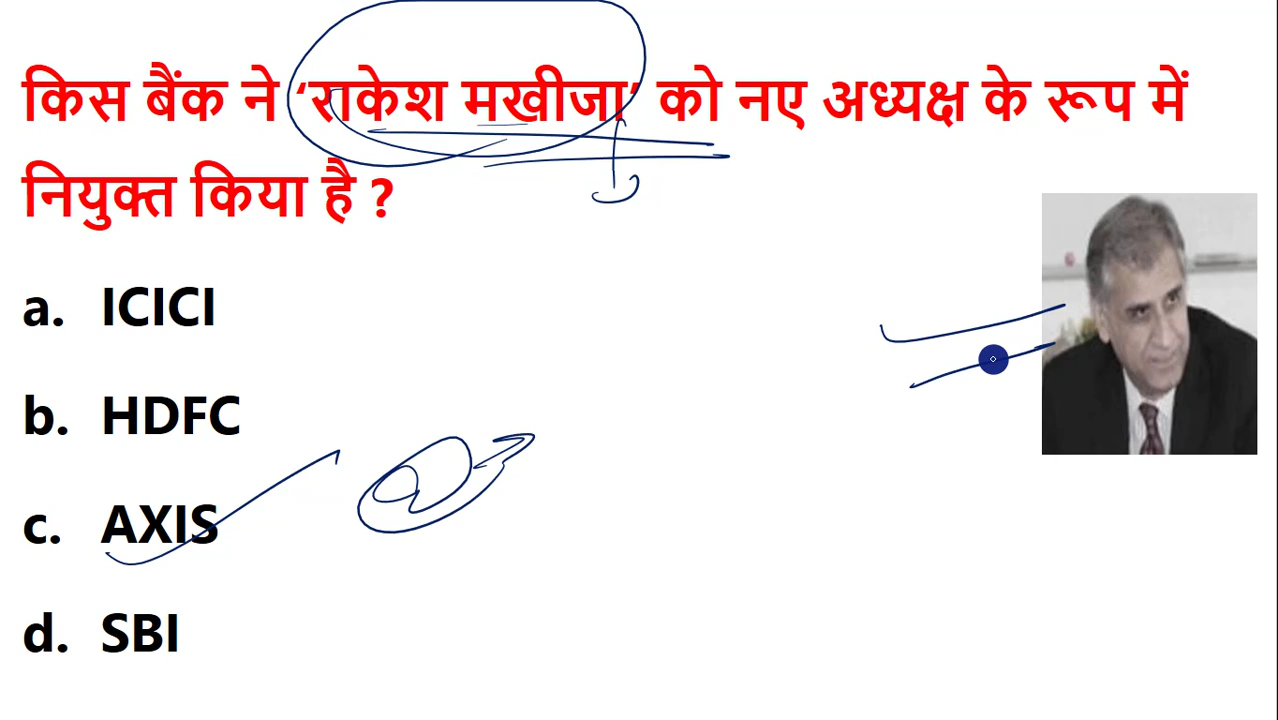 किस बैंक ने ‘राकेश मखीजा’ को नए अध्यक्ष के रूप में
नियुक्त किया है ?
a. ICICI
b. HDFC
c. AXIS
d. SBI